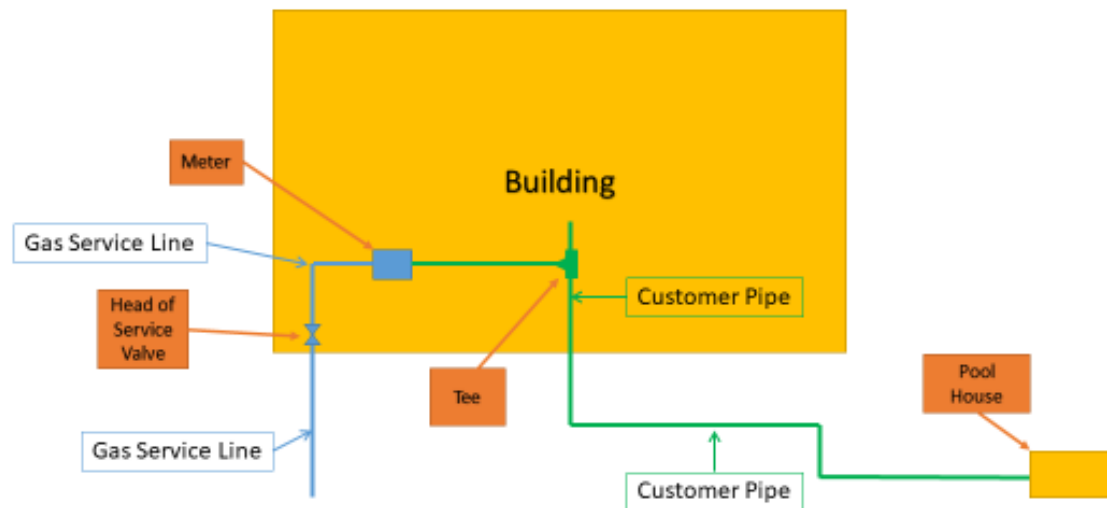 Meter
Building
Gas Service Line
Head of
Service
Valve
Customer Pipe
Tee
Pool
House
Gas Service Line
Customer Pipe